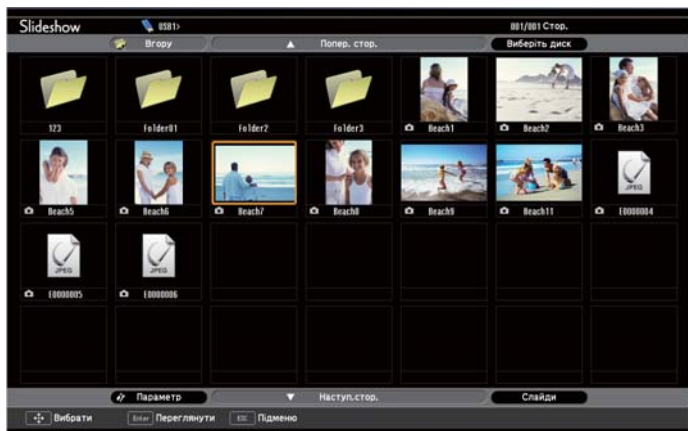 Slideshow USB1> 001/001 Стор.
Вгору Попер. стор. Виберіть диск
123 Folder01 Folder2 Folder3 Beach1 Beach2 Beach3
JPEG
Beach5 Beach6 Beach7 Beach8 Beach9 Beach11 E0000004
JPEG JPEG
E0000005 E0000006
Параметр Наступ.стор. Слайди
Вибрати Enter Переглянути ESC Підменю